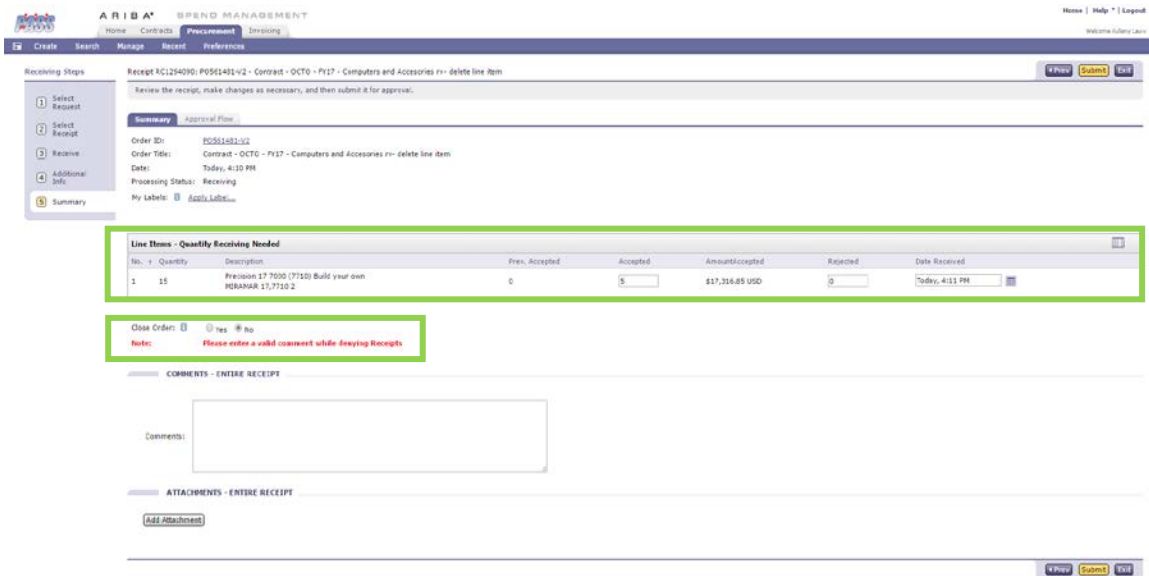 ARIBA SPEND MANAGEMENT
Home | Help | Logout
Home Contracts Procurement Invoicing
Welcome
Create Search Manage Recent Preferences
Receiving Steps
1 Select Request
2 Select Receipt
3 Receive
4 Additional Info
5 Summary
Receipt RC1254090: PO561481-V2 - Contract - OCTO - FY17 - Computers and Accesories rv- delete line item
Prev Submit Exit
Review the receipt, make changes as necessary, and then submit it for approval.
Summary Approval Flow
Order ID: PO561481-V2
Order Title: Contract - OCTO - FY17 - Computers and Accesories rv- delete line item
Date: Today, 4:10 PM
Processing Status: Receiving
My Labels: Apply Label...
Line Items - Quantity Receiving Needed
No. Quantity Description Prev. Accepted Accepted AmountAccepted Rejected Date Received
1 15 Precision 17 7000 (7710) Build your own 0 5 $17,316.85 USD 0 Today, 4:11 PM
MIRAMAR 17,7710 2
Close Order: Yes No
Note: Please enter a valid comment while denying Receipts
COMMENTS - ENTIRE RECEIPT
Comments:
ATTACHMENTS - ENTIRE RECEIPT
Add Attachment
Prev Submit Exit